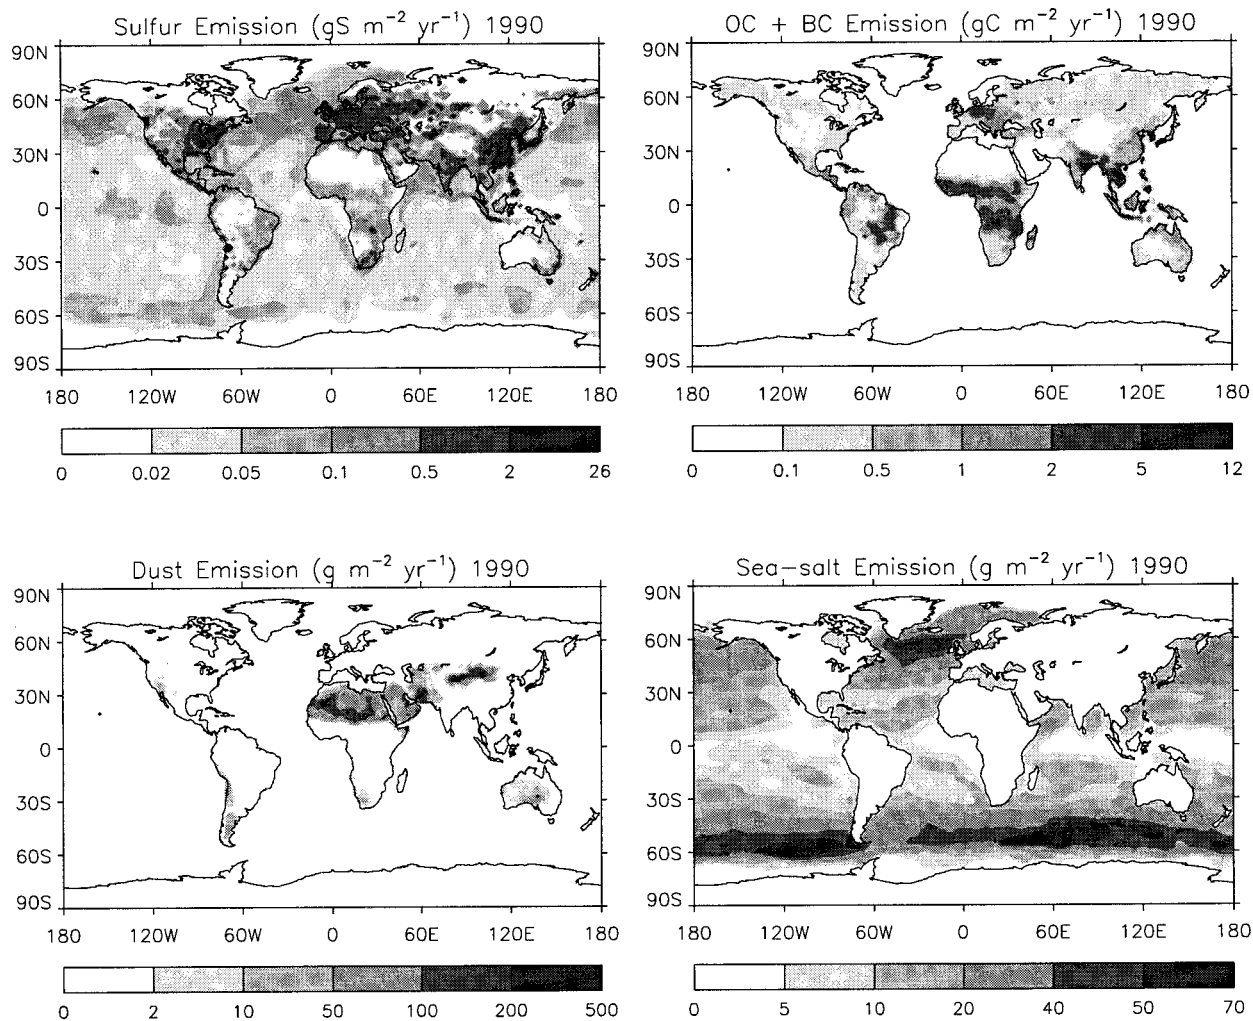 Sulfur Emission (gS m⁻² yr⁻¹) 1990
90N
60N
30N
0
30S
60S
90S
180 120W 60W 0 60E 120E 180
0 0.02 0.05 0.1 0.5 2 26
OC + BC Emission (gC m⁻² yr⁻¹) 1990
90N
60N
30N
0
30S
60S
90S
180 120W 60W 0 60E 120E 180
0 0.1 0.5 1 2 5 12
Dust Emission (g m⁻² yr⁻¹) 1990
90N
60N
30N
0
30S
60S
90S
180 120W 60W 0 60E 120E 180
0 2 10 50 100 200 500
Sea-salt Emission (g m⁻² yr⁻¹) 1990
90N
60N
30N
0
30S
60S
90S
180 120W 60W 0 60E 120E 180
0 5 10 20 40 50 70